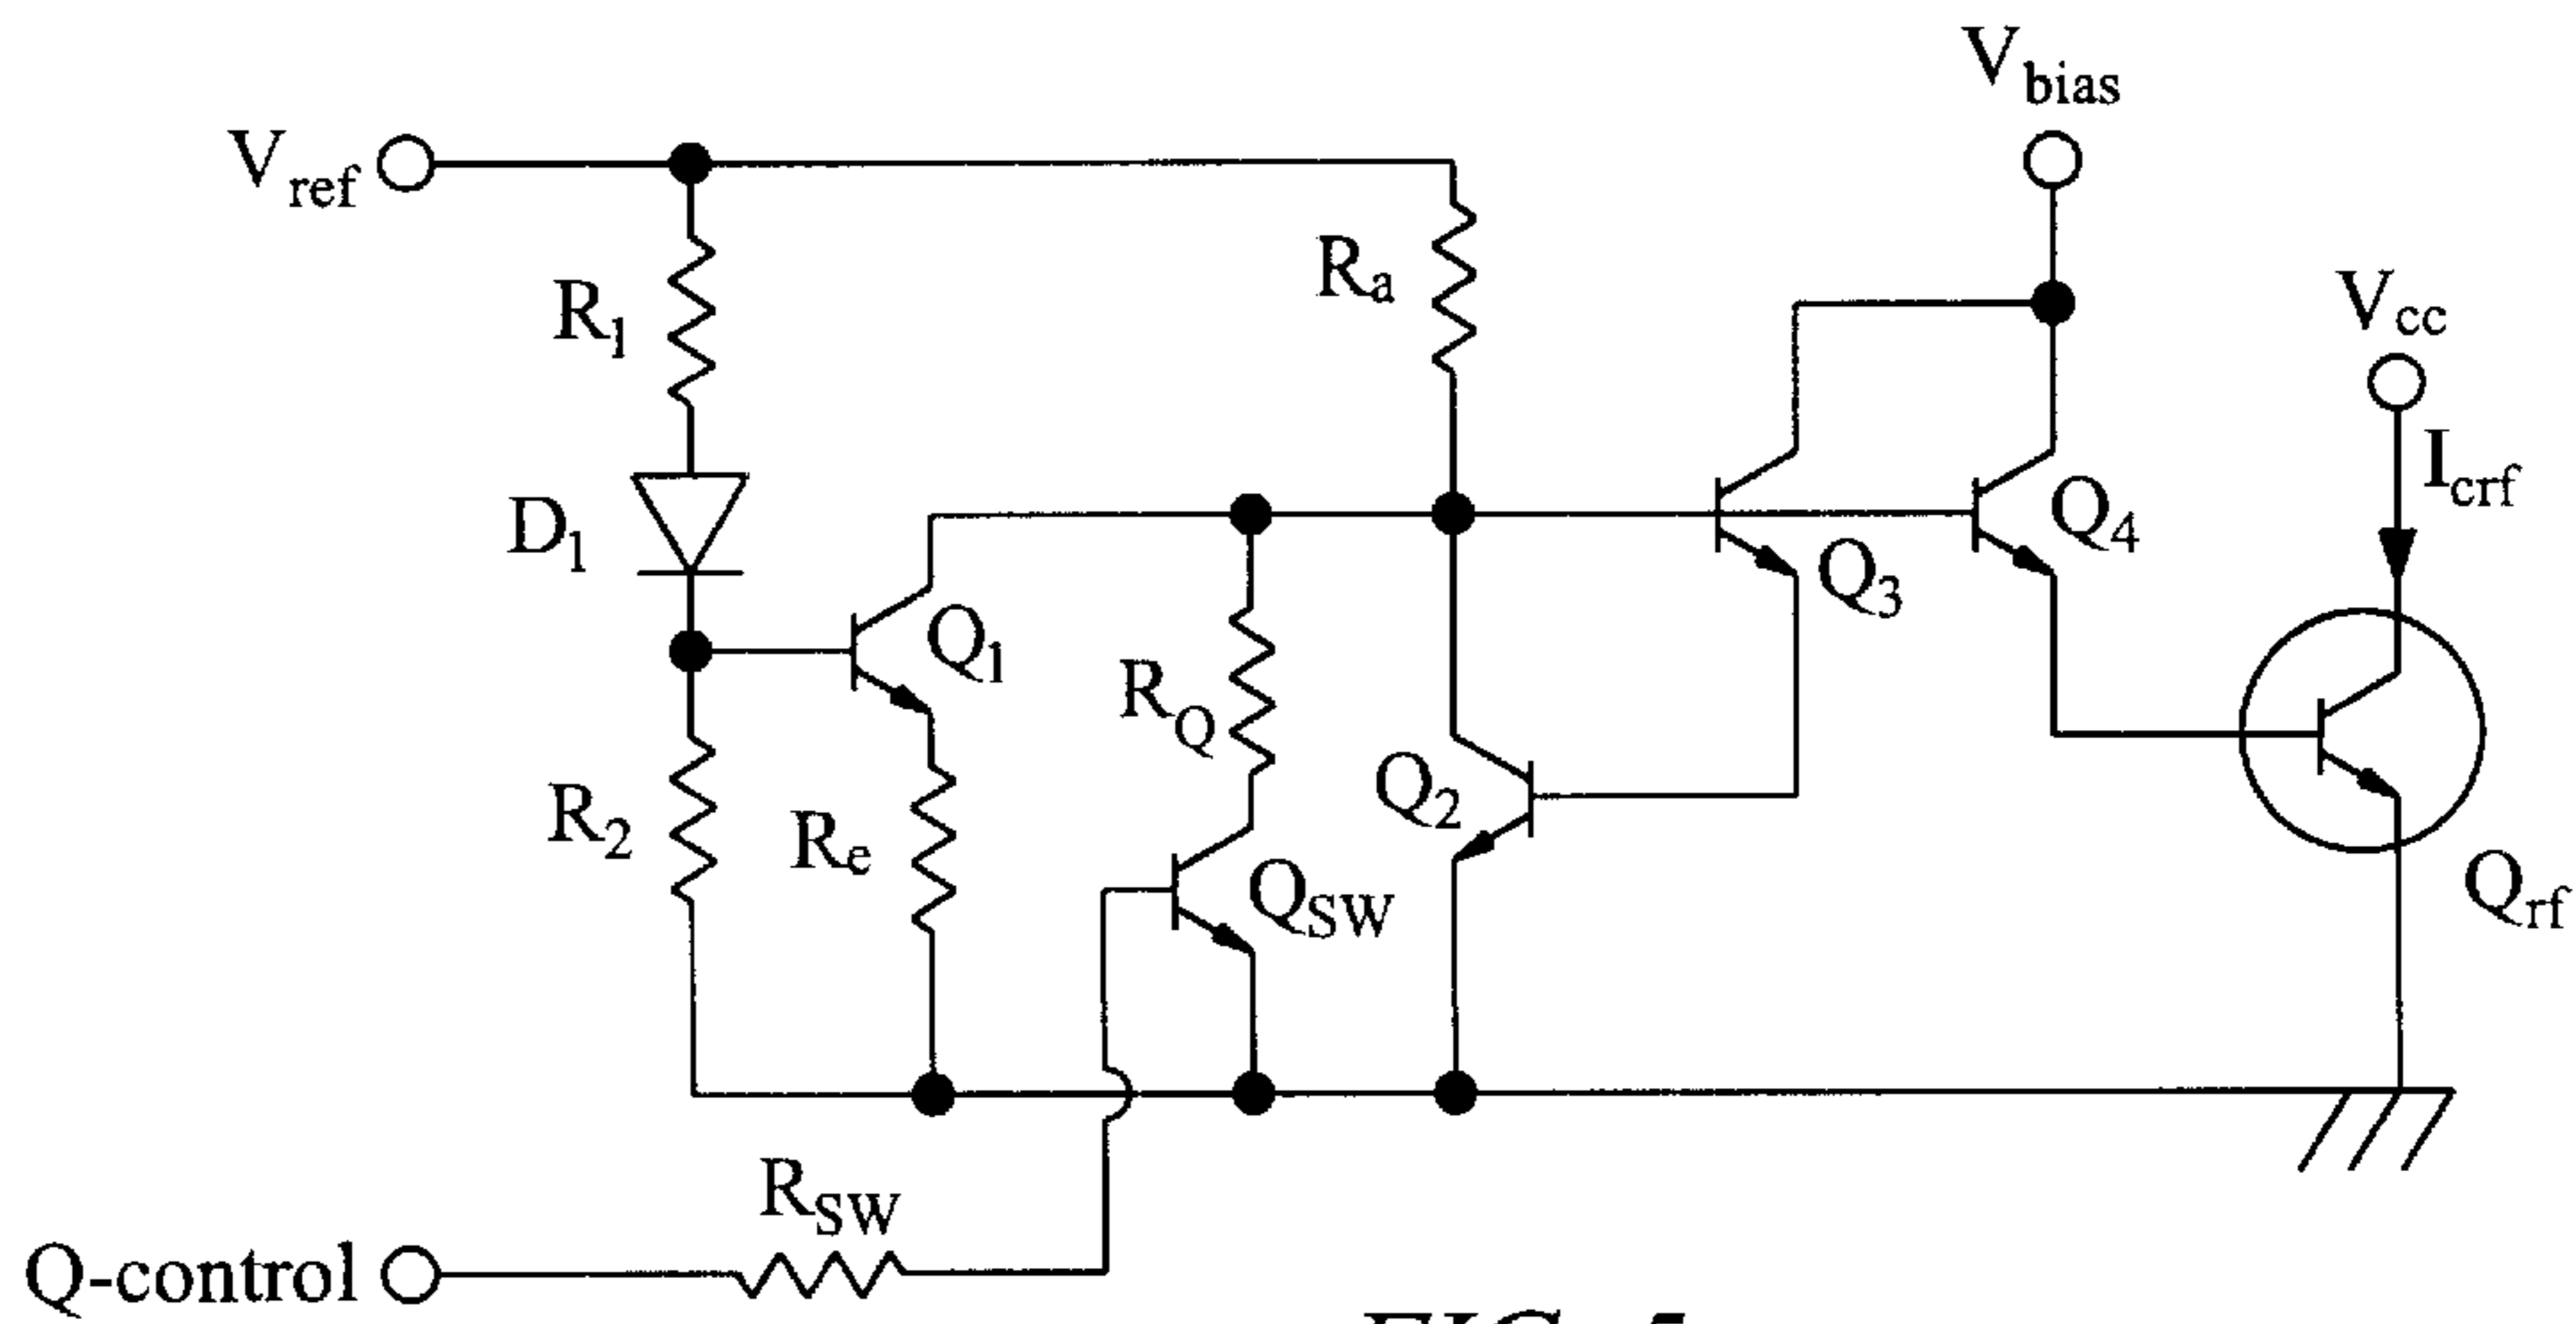 V_bias
V_ref
R_a
V_cc
R_1
I_crf
D_1
Q_4
Q_3
Q_1
R_Q
Q_2
R_2
R_e
Q_SW
Q_rf
R_SW
Q-control